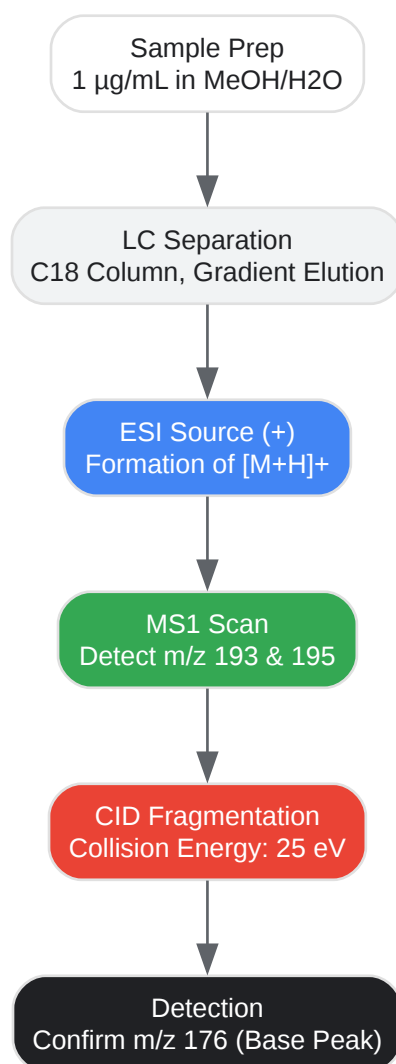 Sample Prep
1 µg/mL in MeOH/H2O
LC Separation
C18 Column, Gradient Elution
ESI Source (+)
Formation of [M+H]+
MS1 Scan
Detect m/z 193 & 195
CID Fragmentation
Collision Energy: 25 eV
Detection
Confirm m/z 176 (Base Peak)